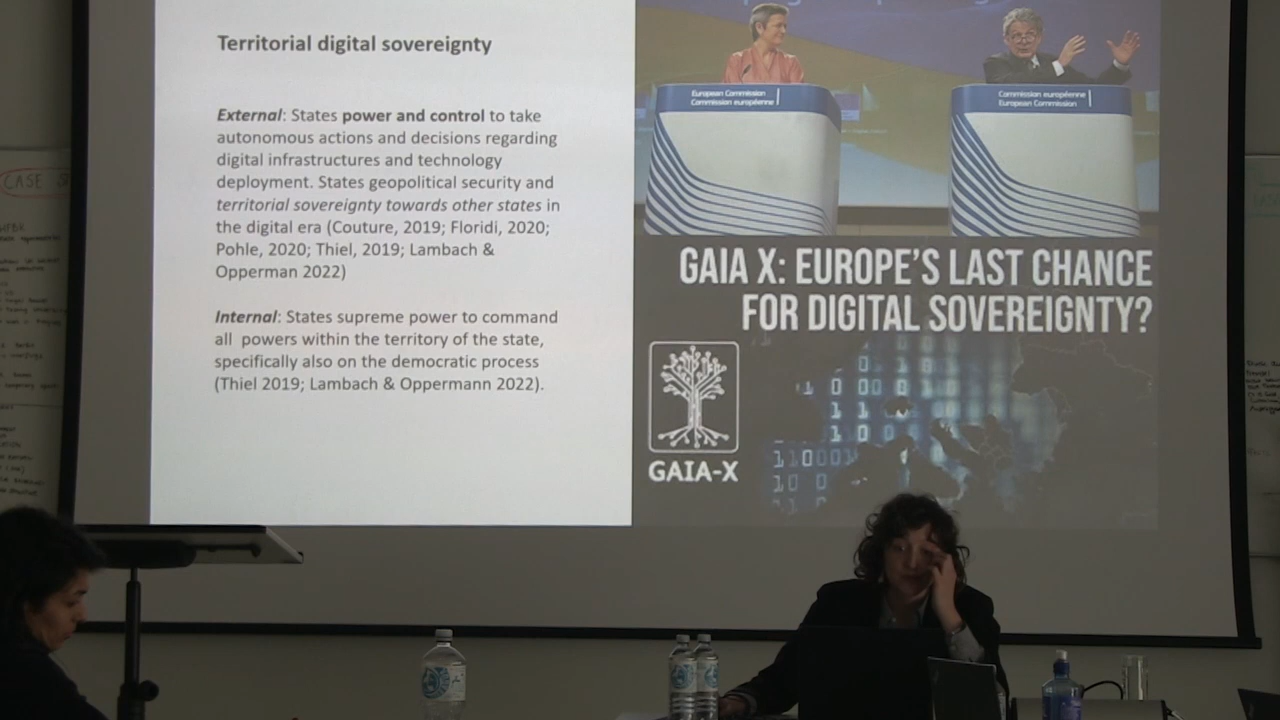 Territorial digital sovereignty
External: States power and control to take
autonomous actions and decisions regarding
digital infrastructures and technology
deployment. States geopolitical security and
territorial sovereignty towards other states in
the digital era (Couture, 2019; Floridi, 2020;
Pohle, 2020; Thiel, 2019; Lambach &
Opperman 2022)
Internal: States supreme power to command
all powers within the territory of the state,
specifically also on the democratic process
(Thiel 2019; Lambach & Oppermann 2022).
European Commission
Commission européenne
Commission européenne
European Commission
GAIA X: EUROPE'S LAST CHANCE
FOR DIGITAL SOVEREIGNTY?
GAIA-X
CASE